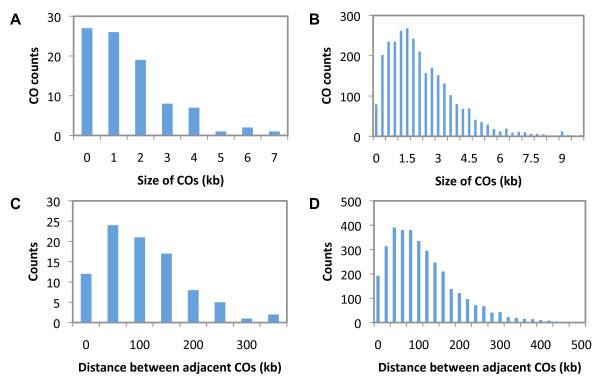 A
30
20
10
0
CO counts
0 1 2 3 4 5 6 7
Size of COs (kb)
B
300
200
100
0
CO counts
0 1.5 3 4.5 6 7.5 9
Size of COs (kb)
C
30
25
20
15
10
5
0
Counts
0 100 200 300
Distance between adjacent COs (kb)
D
500
400
300
200
100
0
Counts
0 100 200 300 400 500
Distance between adjacent COs (kb)